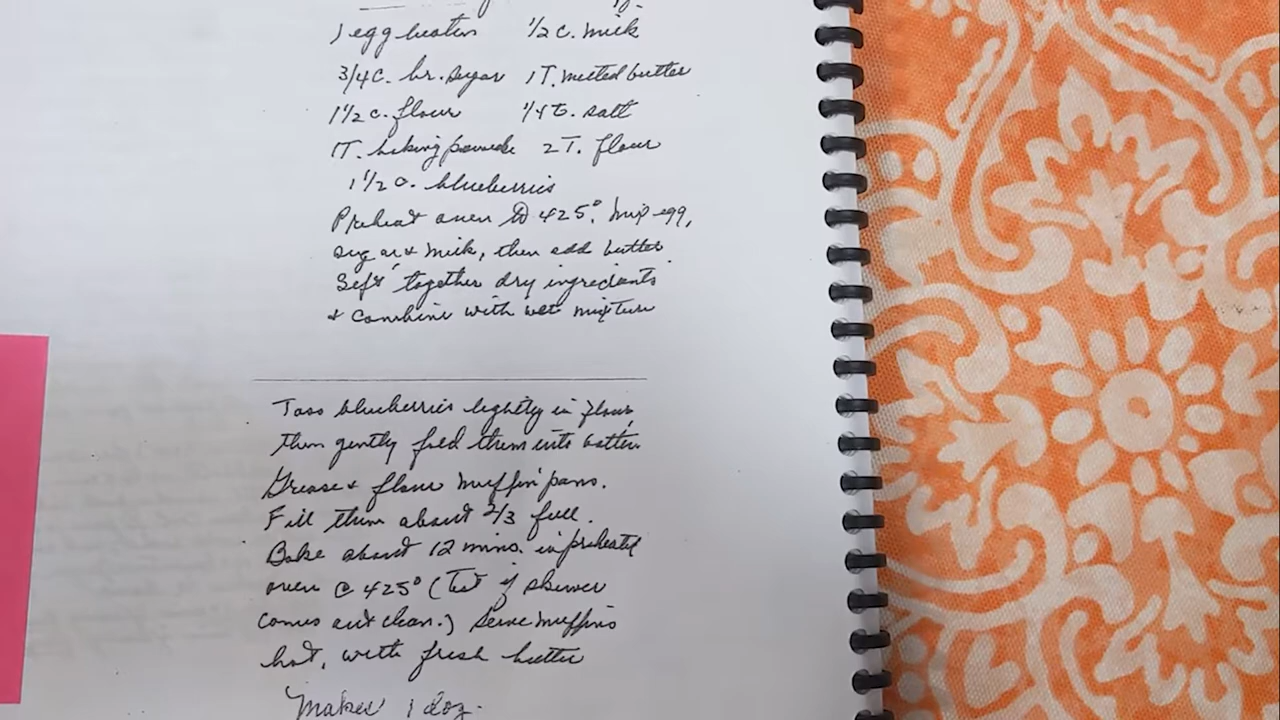 1 egg beaten 1/2 c. milk
3/4 c. br. sugar 1 T. melted butter
1 1/2 c. flour 1/4 t. salt
1 T. baking powder 2 T. flour
1 1/2 c. blueberries
Preheat oven to 425°. Mix egg,
sugar & milk, then add butter
Sift together dry ingredients
& combine with wet mixture
Toss blueberries lightly in flour,
then gently fold them into batter.
Grease & flour muffin pans.
Fill them about 2/3 full.
Bake about 12 mins. in preheated
oven @ 425° (Test if skewer
comes out clean.) Serve muffins
hot, with fresh butter
Makes 1 doz.